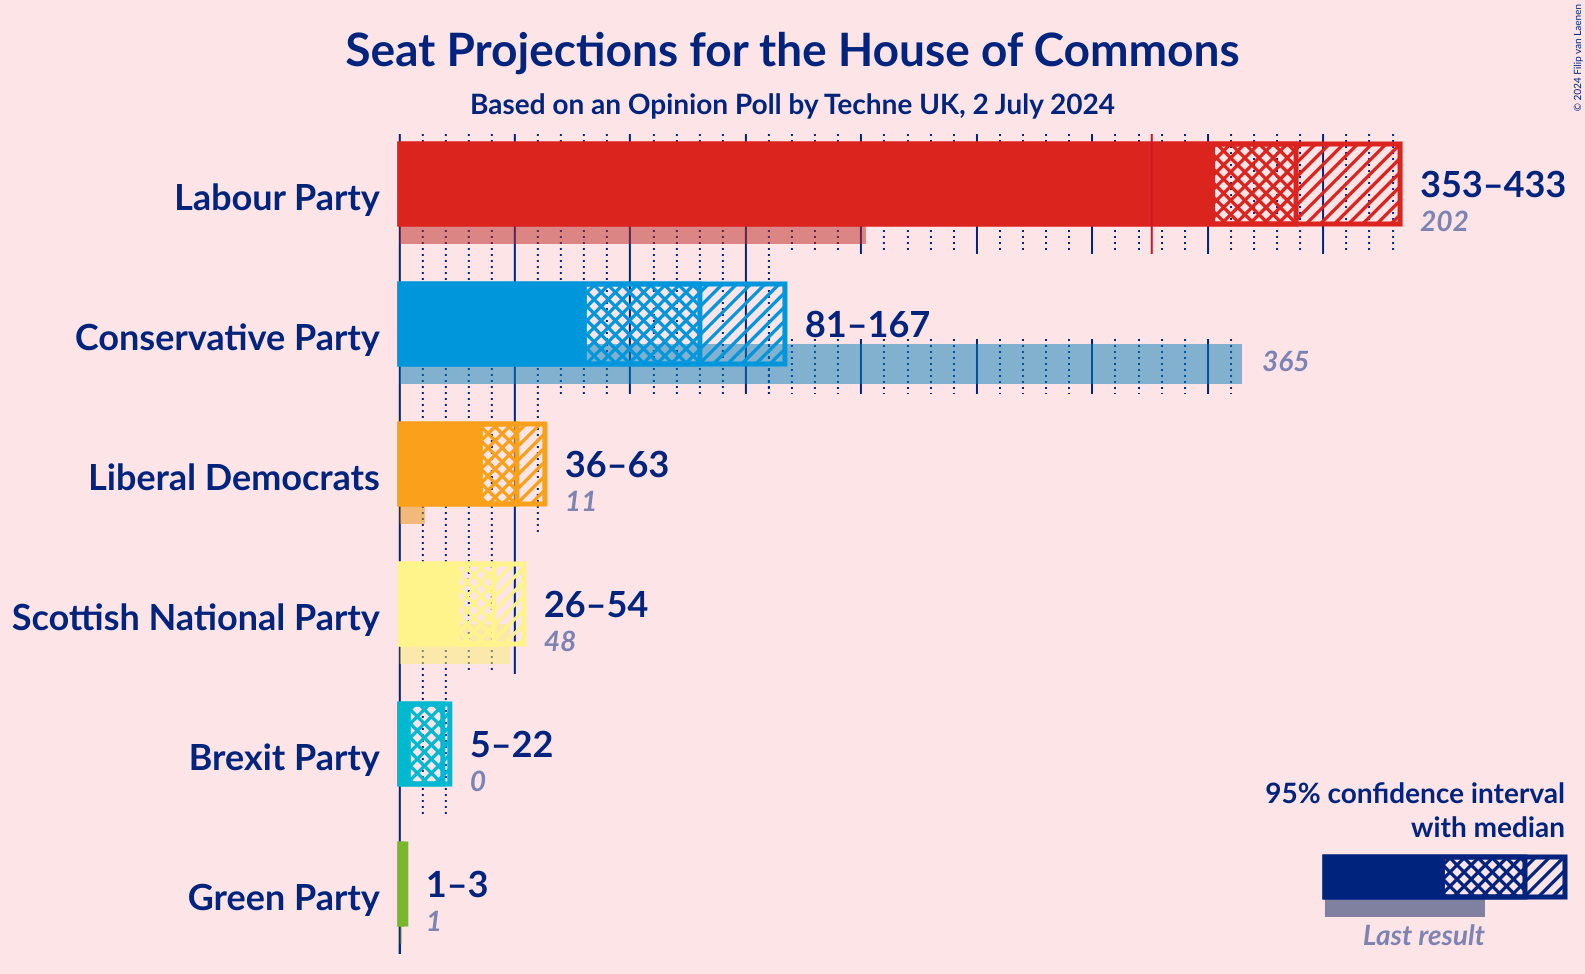 Seat Projections for the House of Commons
Based on an Opinion Poll by Techne UK, 2 July 2024
© 2024 Filip van Laenen
Labour Party
353–433
202
Conservative Party
81–167
365
Liberal Democrats
36–63
11
Scottish National Party
26–54
48
Brexit Party
5–22
0
Green Party
1–3
1
95% confidence interval
with median
Last result